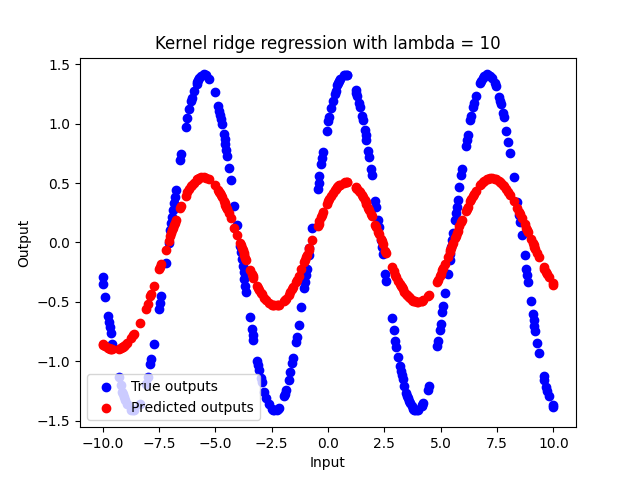 Kernel ridge regression with lambda = 10
1.5
1.0
0.5
0.0
−0.5
−1.0
−1.5
Output
True outputs
Predicted outputs
−10.0 −7.5 −5.0 −2.5 0.0 2.5 5.0 7.5 10.0
Input